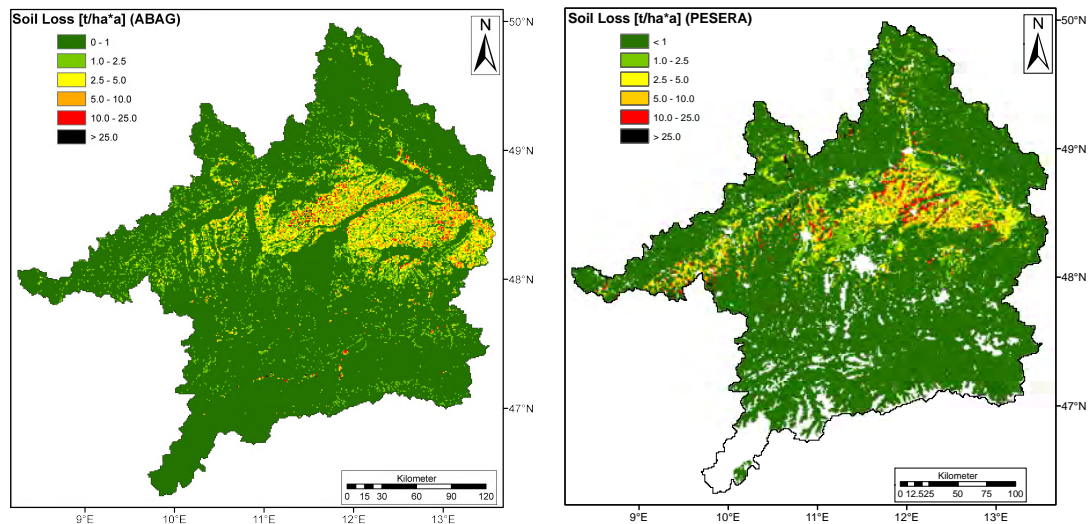 Soil Loss [t/ha*a] (ABAG)
0 - 1
1.0 - 2.5
2.5 - 5.0
5.0 - 10.0
10.0 - 25.0
> 25.0
N
50°N
49°N
48°N
47°N
Kilometer
0 15 30 60 90 120
9°E 10°E 11°E 12°E 13°E
Soil Loss [t/ha*a] (PESERA)
< 1
1.0 - 2.5
2.5 - 5.0
5.0 - 10.0
10.0 - 25.0
> 25.0
N
50°N
49°N
48°N
47°N
Kilometer
0 12.525 50 75 100
9°E 10°E 11°E 12°E 13°E